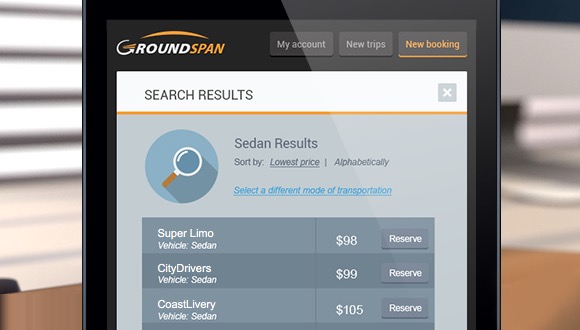 GROUNDSPAN
My account
New trips
New booking
SEARCH RESULTS
Sedan Results
Sort by: Lowest price | Alphabetically
Select a different mode of transportation
Super Limo
Vehicle: Sedan
$98
Reserve
CityDrivers
Vehicle: Sedan
$99
Reserve
CoastLivery
Vehicle: Sedan
$105
Reserve